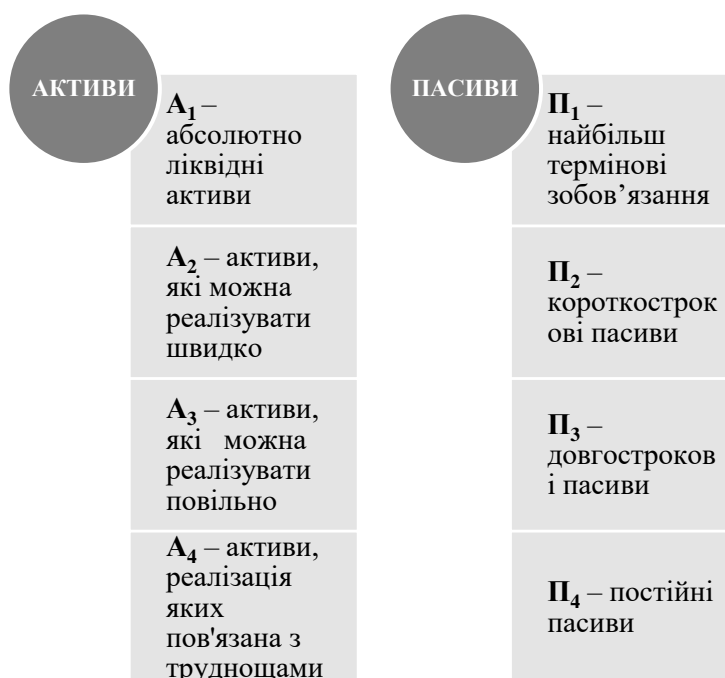 АКТИВИ
А₁ –
абсолютно
ліквідні
активи
А₂ – активи,
які можна
реалізувати
швидко
А₃ – активи,
які можна
реалізувати
повільно
А₄ – активи,
реалізація
яких
пов'язана з
труднощами
ПАСИВИ
П₁ –
найбільш
термінові
зобов’язання
П₂ –
короткострок
ові пасиви
П₃ –
довгостроков
і пасиви
П₄ – постійні
пасиви